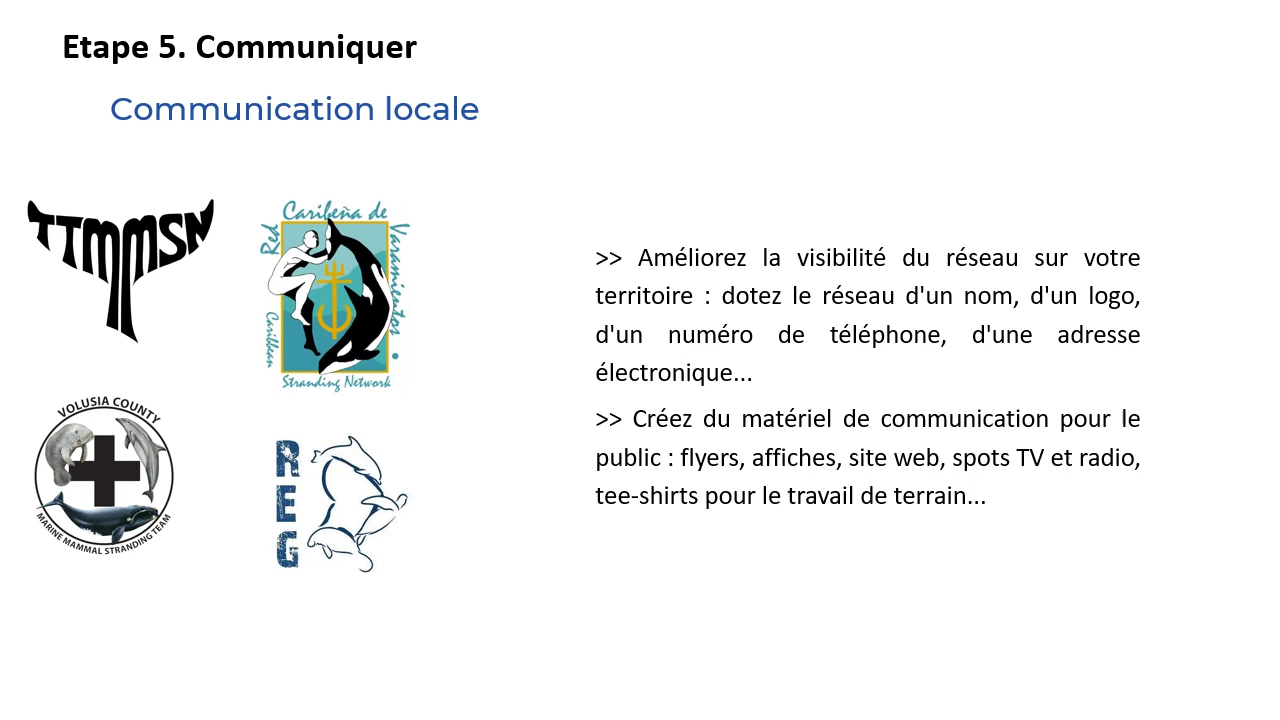 Etape 5. Communiquer
Communication locale
TTMMSN
Red
Caribeña de
Varamientos •
Caribbean
Stranding Network
VOLUSIA COUNTY
MARINE MAMMAL STRANDING TEAM
R
E
G
>> Améliorez la visibilité du réseau sur votre
territoire : dotez le réseau d'un nom, d'un logo,
d'un numéro de téléphone, d'une adresse
électronique...
>> Créez du matériel de communication pour le
public : flyers, affiches, site web, spots TV et radio,
tee-shirts pour le travail de terrain...